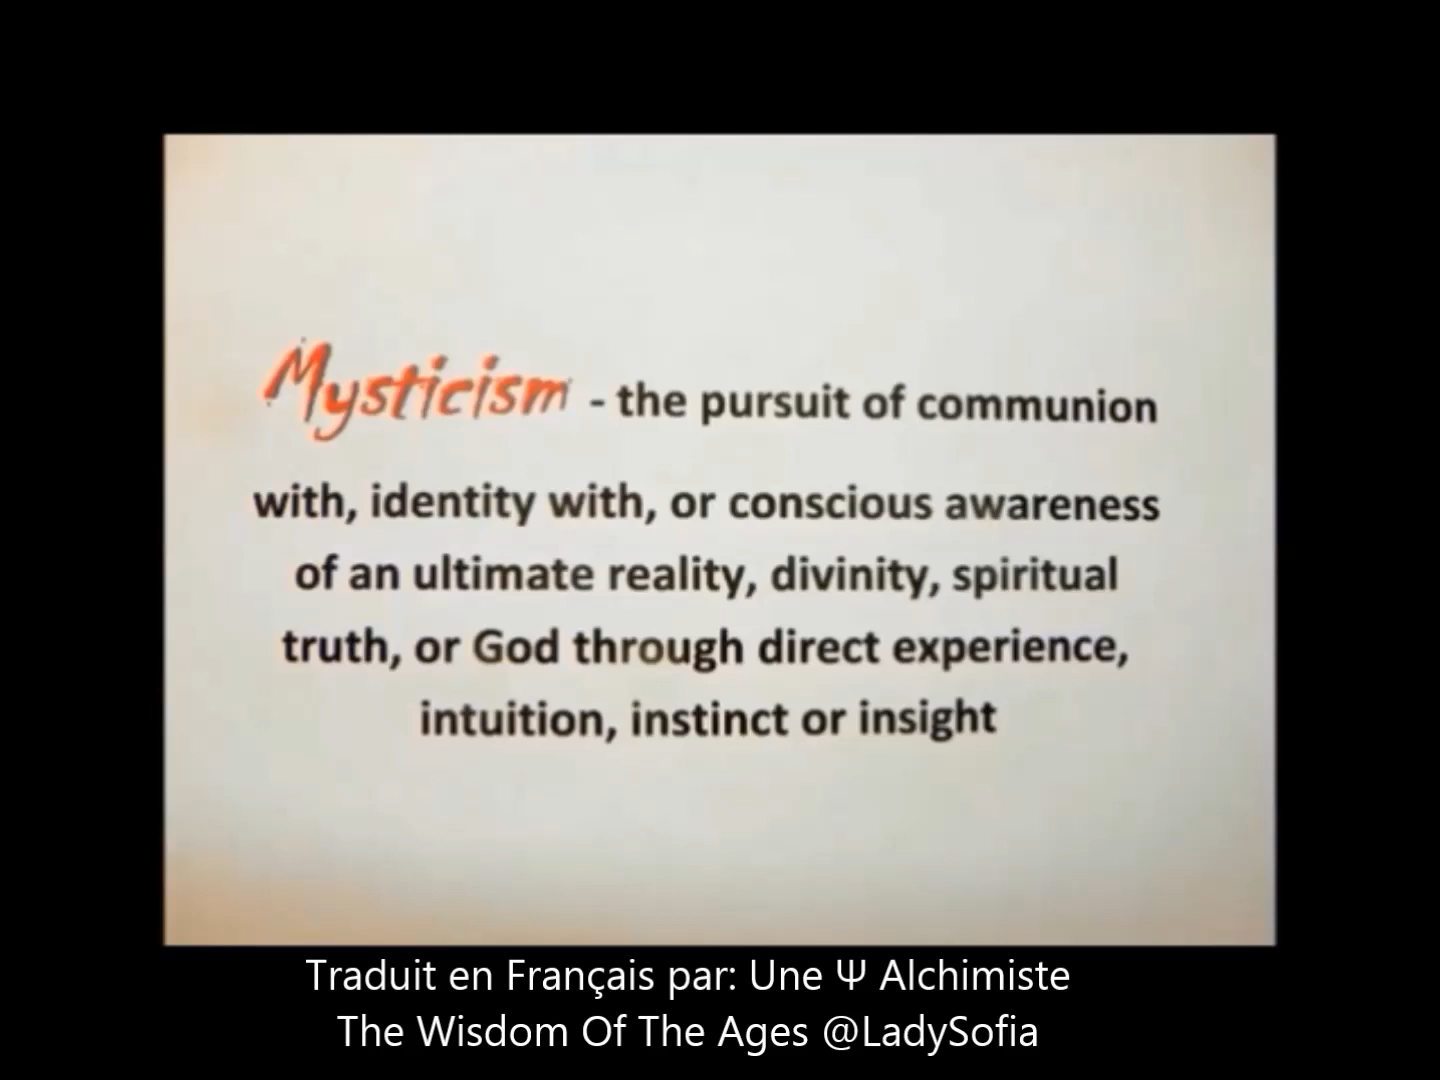 Mysticism - the pursuit of communion
with, identity with, or conscious awareness
of an ultimate reality, divinity, spiritual
truth, or God through direct experience,
intuition, instinct or insight
Traduit en Français par: Une Ψ Alchimiste
The Wisdom Of The Ages @LadySofia